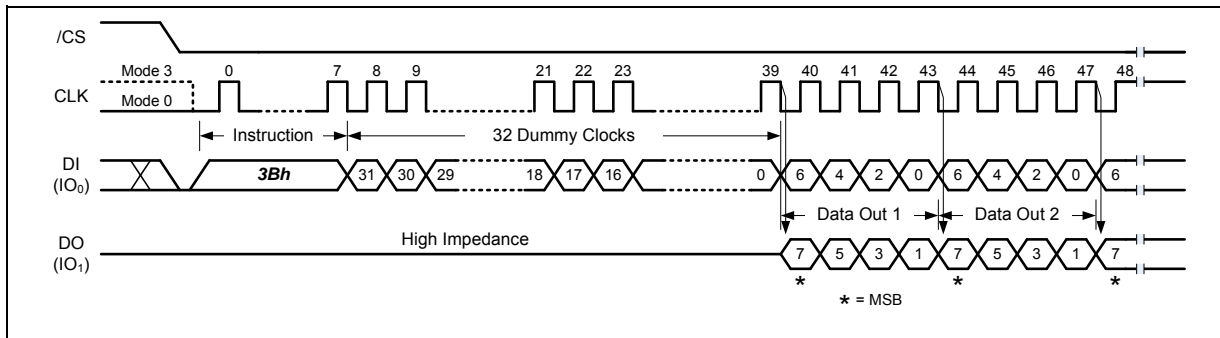 /CS
Mode 3 0 7 8 9 21 22 23 39 40 41 42 43 44 45 46 47 48
CLK
Mode 0
Instruction 32 Dummy Clocks
DI
(IO0)
3Bh 31 30 29 18 17 16 0 6 4 2 0 6 4 2 0 6
Data Out 1 Data Out 2
High Impedance
DO
(IO1)
7 5 3 1 7 5 3 1 7
* * *
* = MSB